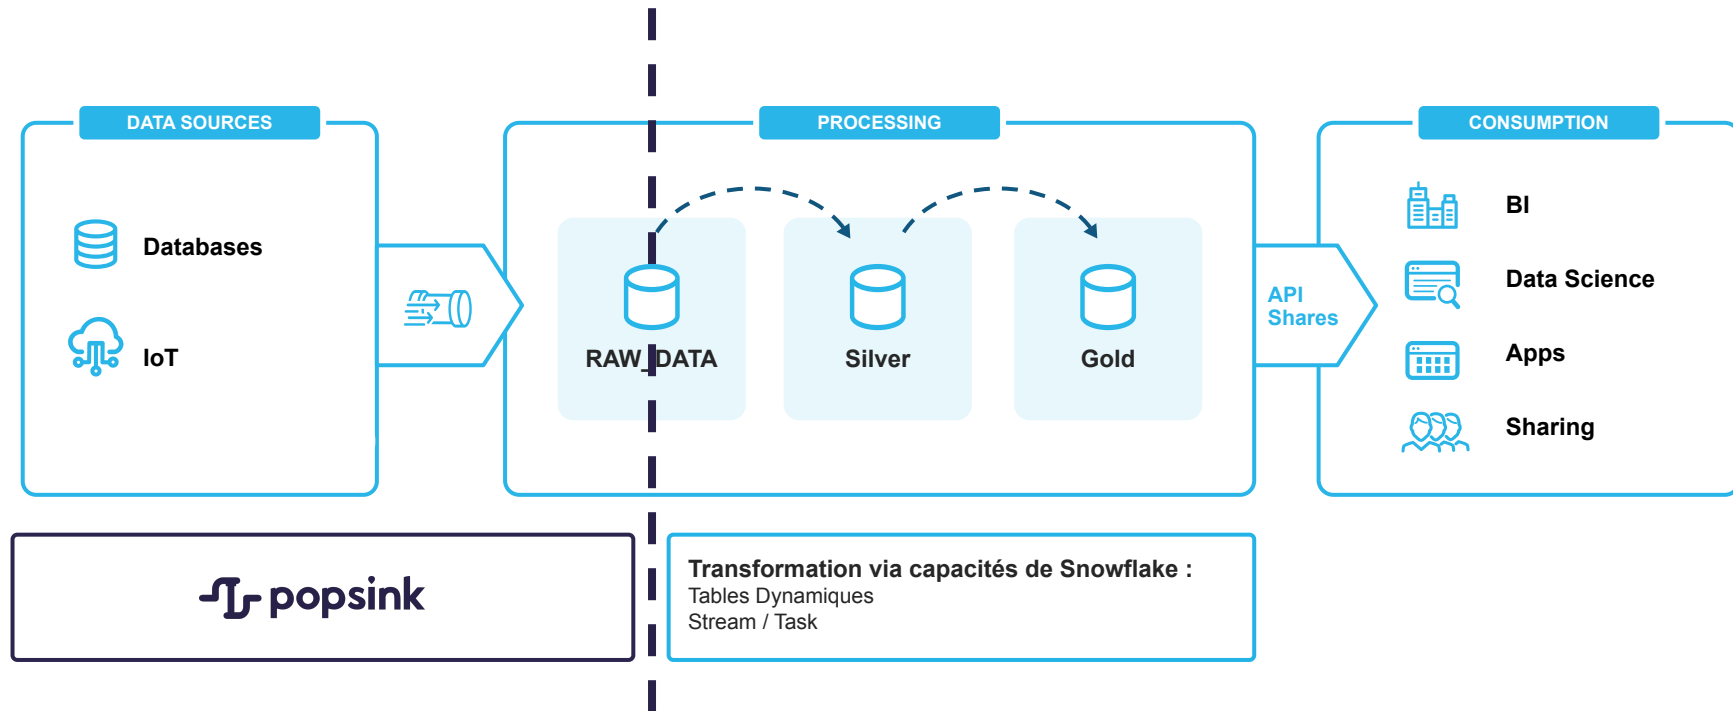 DATA SOURCES
Databases
IoT
PROCESSING
RAW_DATA
Silver
Gold
API
Shares
CONSUMPTION
BI
Data Science
Apps
Sharing
popsink
Transformation via capacités de Snowflake :
Tables Dynamiques
Stream / Task